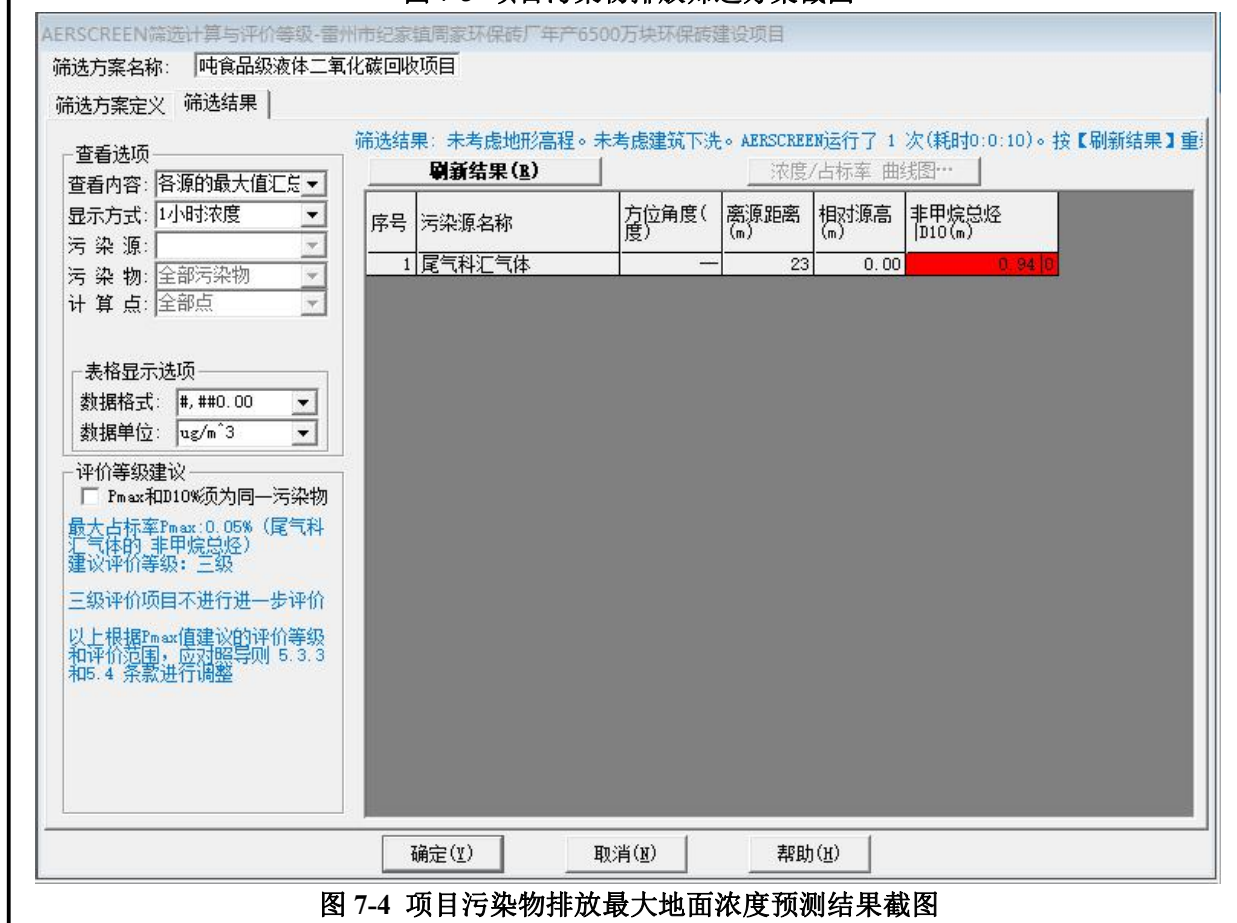 AERSCREEN筛选计算与评价等级-雷州市纪家镇周家环保砖厂年产6500万块环保砖建设项目
筛选方案名称: 吨食品级液体二氧化碳回收项目
筛选方案定义 筛选结果
筛选结果: 未考虑地形高程。未考虑建筑下洗。AERSCREEN运行了 1 次(耗时0:0:10)。按【刷新结果】重
查看选项
查看内容: 各源的最大值汇总
显示方式: 1小时浓度
污 染 源:
污 染 物: 全部污染物
计 算 点: 全部点
表格显示选项
数据格式: #,##0.00
数据单位: ug/m^3
评价等级建议
Pmax和D10%须为同一污染物
最大占标率Pmax:0.05% (尾气科
汇气体的 非甲烷总烃)
建议评价等级: 三级
三级评价项目不进行进一步评价
以上根据Pmax值建议的评价等级
和评价范围，应对照导则 5.3.3
和5.4 条款进行调整
刷新结果(R) 浓度/占标率 曲线图…
序号 污染源名称 方位角度(度) 离源距离(m) 相对源高(m) 非甲烷总烃|D10(m)
1 尾气科汇气体 — 23 0.00 0.94|0
确定(Y) 取消(N) 帮助(H)
图 7-4 项目污染物排放最大地面浓度预测结果截图